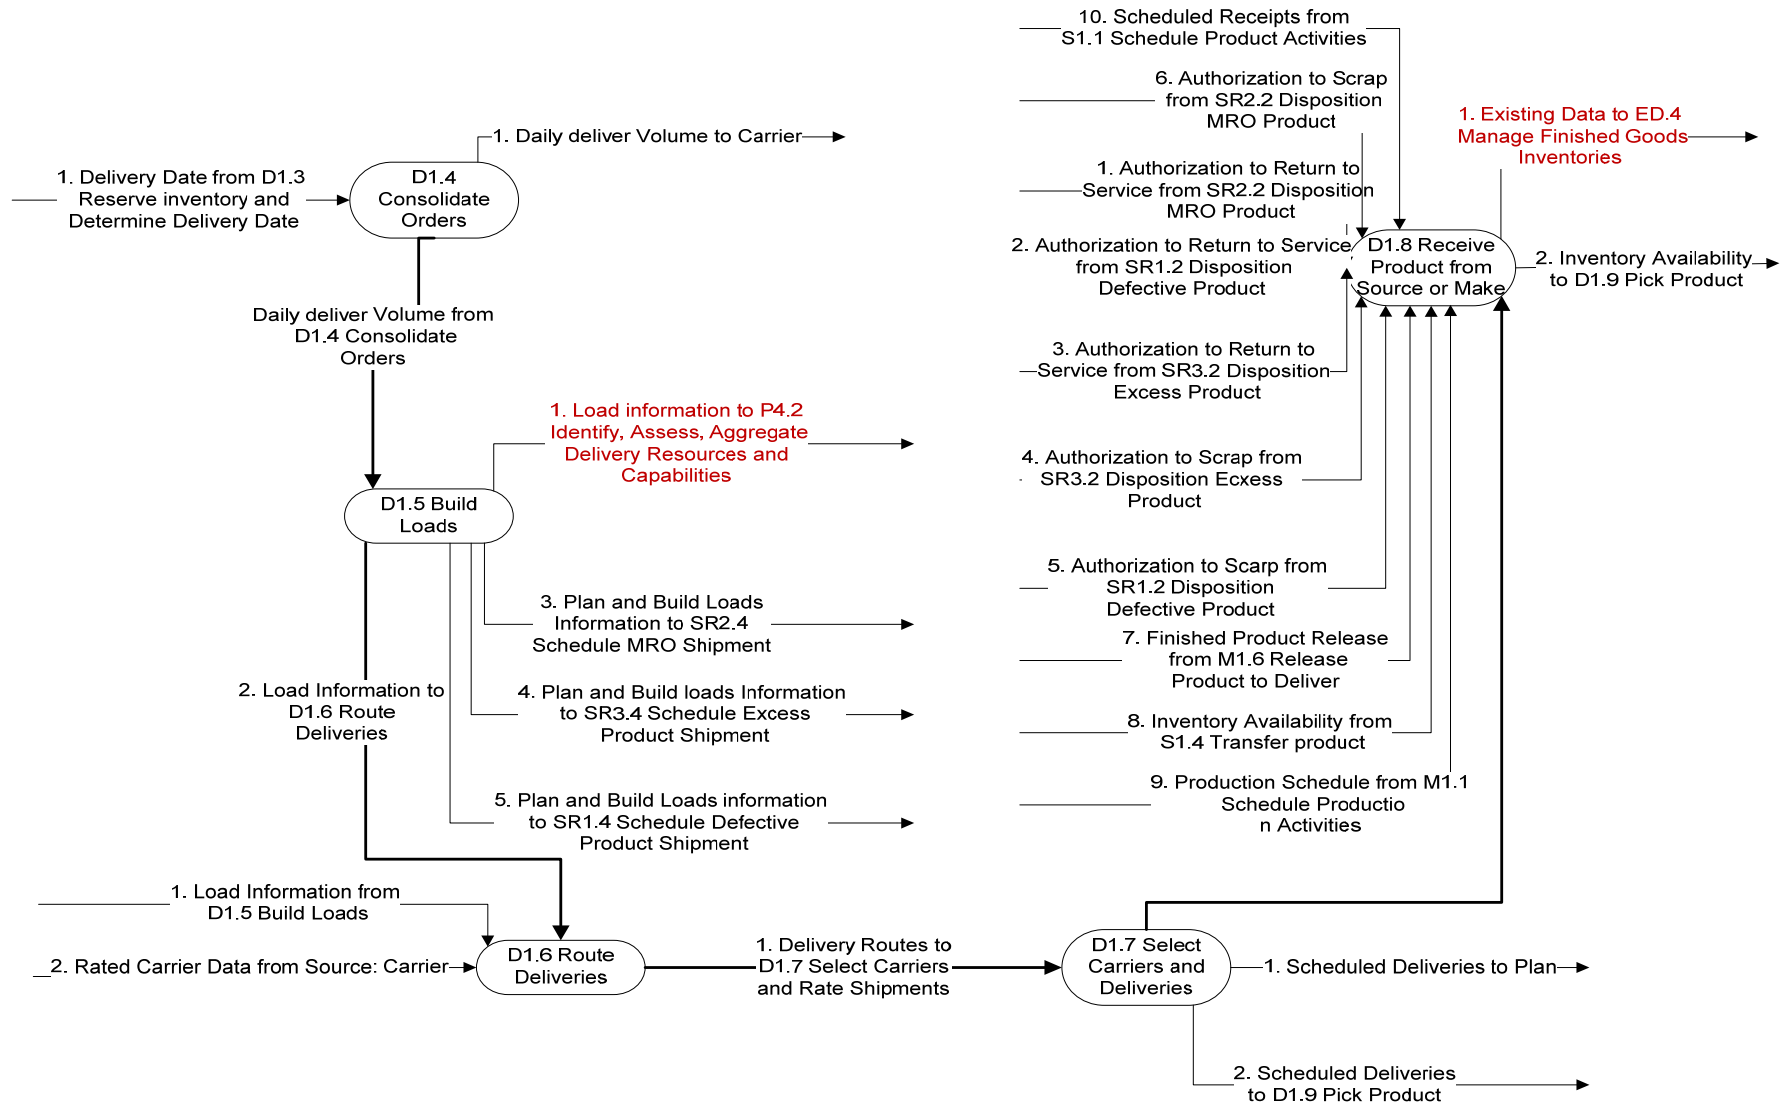 1. Daily deliver Volume to Carrier
1. Delivery Date from D1.3
Reserve inventory and
Determine Delivery Date
D1.4
Consolidate
Orders
Daily deliver Volume from
D1.4 Consolidate
Orders
1. Load information to P4.2
Identify, Assess, Aggregate
Delivery Resources and
Capabilities
D1.5 Build
Loads
3. Plan and Build Loads
Information to SR2.4
Schedule MRO Shipment
2. Load Information to
D1.6 Route
Deliveries
4. Plan and Build loads Information
to SR3.4 Schedule Excess
Product Shipment
5. Plan and Build Loads information
to SR1.4 Schedule Defective
Product Shipment
1. Load Information from
D1.5 Build Loads
2. Rated Carrier Data from Source: Carrier
D1.6 Route
Deliveries
1. Delivery Routes to
D1.7 Select Carriers
and Rate Shipments
D1.7 Select
Carriers and
Deliveries
1. Scheduled Deliveries to Plan
2. Scheduled Deliveries
to D1.9 Pick Product
10. Scheduled Receipts from
S1.1 Schedule Product Activities
6. Authorization to Scrap
from SR2.2 Disposition
MRO Product
1. Authorization to Return to
Service from SR2.2 Disposition
MRO Product
2. Authorization to Return to Service
from SR1.2 Disposition
Defective Product
3. Authorization to Return to
Service from SR3.2 Disposition
Excess Product
4. Authorization to Scrap from
SR3.2 Disposition Ecxess
Product
5. Authorization to Scarp from
SR1.2 Disposition
Defective Product
7. Finished Product Release
from M1.6 Release
Product to Deliver
8. Inventory Availability from
S1.4 Transfer product
9. Production Schedule from M1.1
Schedule Productio
n Activities
D1.8 Receive
Product from
Source or Make
1. Existing Data to ED.4
Manage Finished Goods
Inventories
2. Inventory Availability
to D1.9 Pick Product